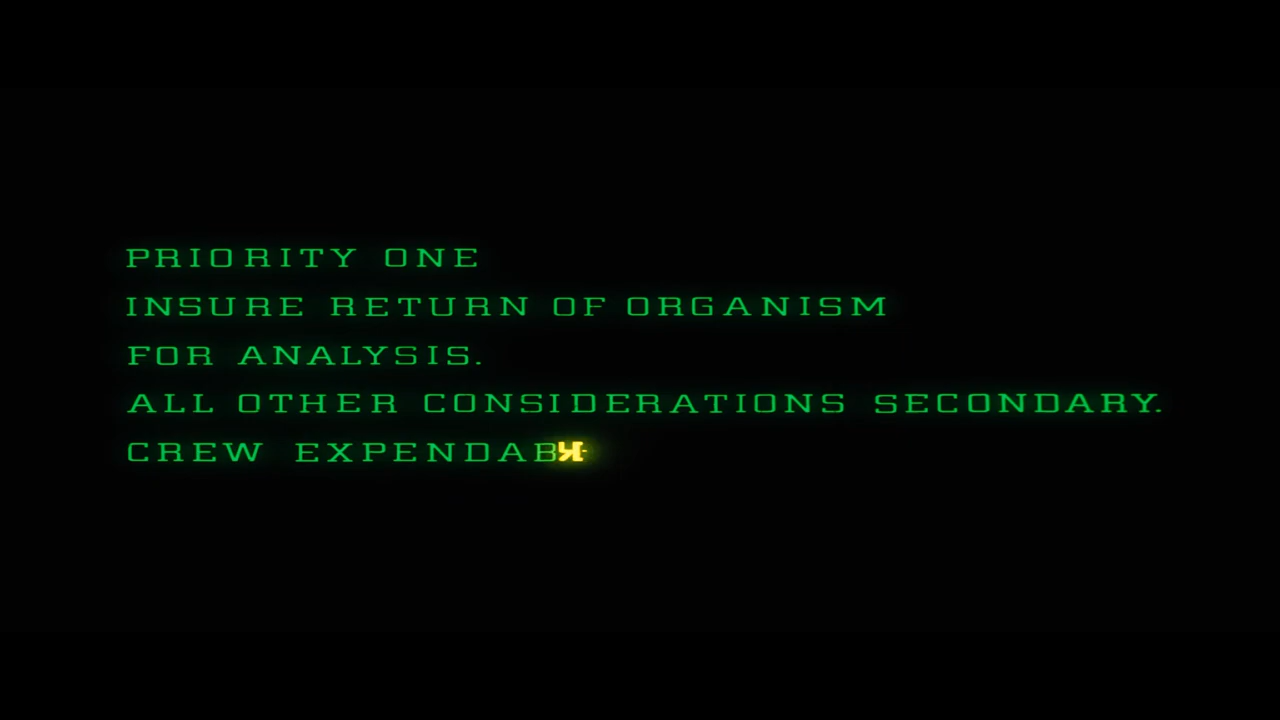 PRIORITY ONE
INSURE RETURN OF ORGANISM
FOR ANALYSIS.
ALL OTHER CONSIDERATIONS SECONDARY.
CREW EXPENDAB